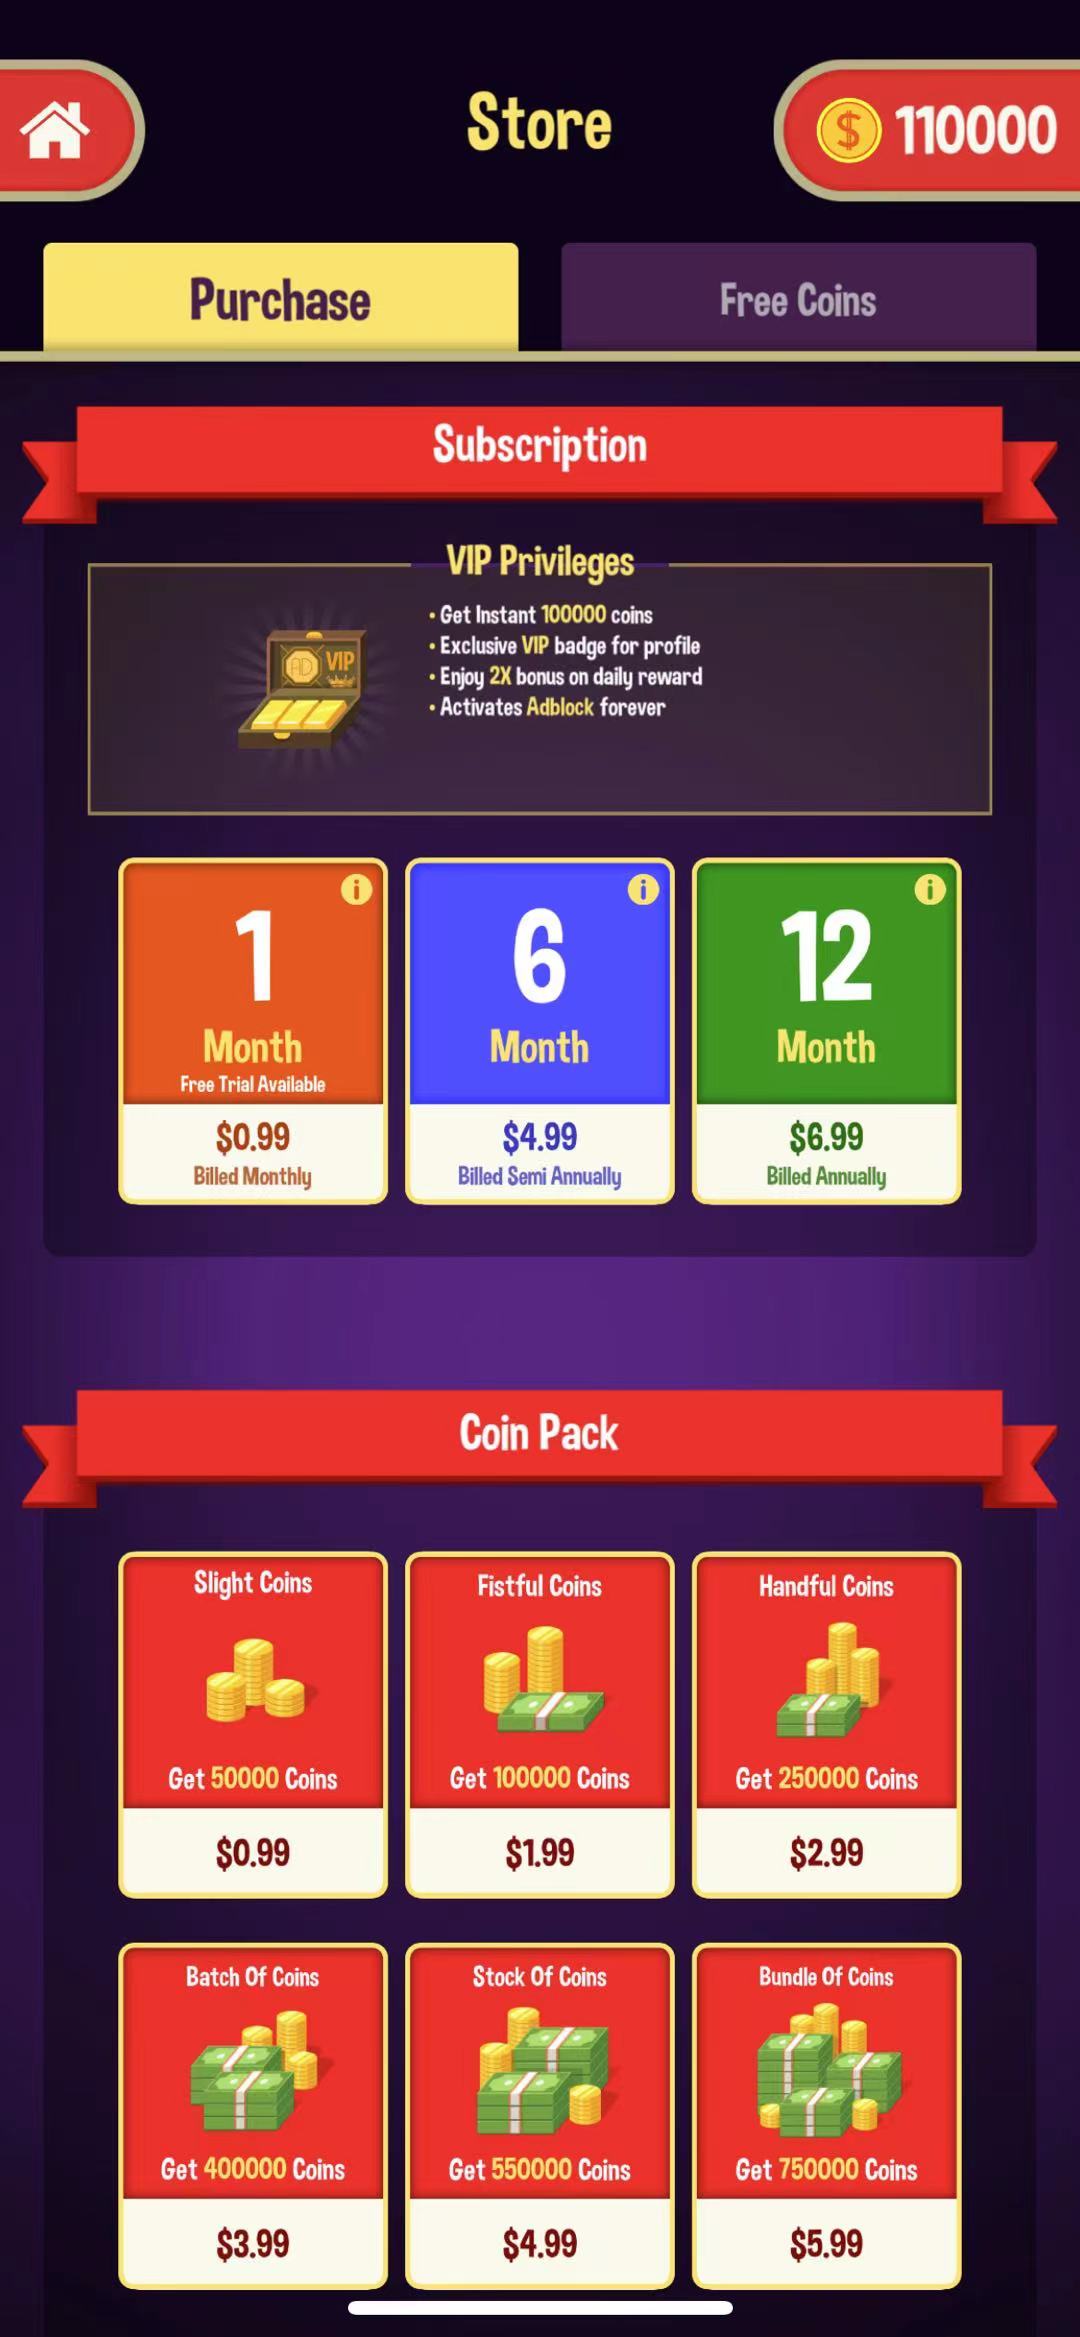 Store
110000
Purchase
Free Coins
Subscription
VIP Privileges
AD VIP
• Get Instant 100000 coins
• Exclusive VIP badge for profile
• Enjoy 2X bonus on daily reward
• Activates Adblock forever
1
Month
Free Trial Available
$0.99
Billed Monthly
6
Month
$4.99
Billed Semi Annually
12
Month
$6.99
Billed Annually
Coin Pack
Slight Coins
Get 50000 Coins
$0.99
Fistful Coins
Get 100000 Coins
$1.99
Handful Coins
Get 250000 Coins
$2.99
Batch Of Coins
Get 400000 Coins
$3.99
Stock Of Coins
Get 550000 Coins
$4.99
Bundle Of Coins
Get 750000 Coins
$5.99